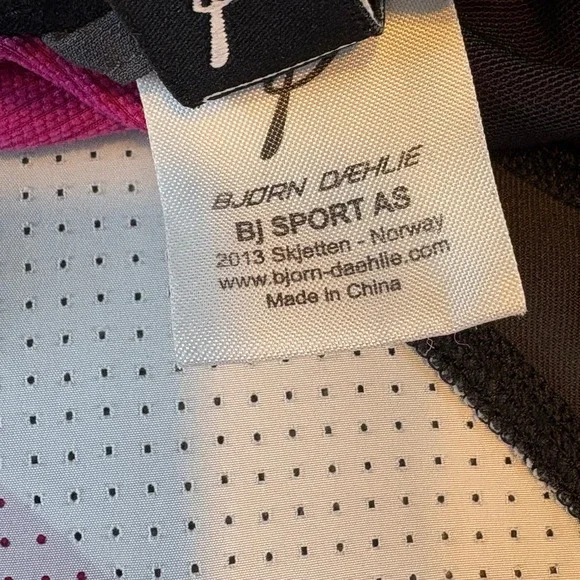 BJORN DÆHLIE
BJ SPORT AS
2013 Skjetten - Norway
www.bjorn-daehlie.com
Made in China